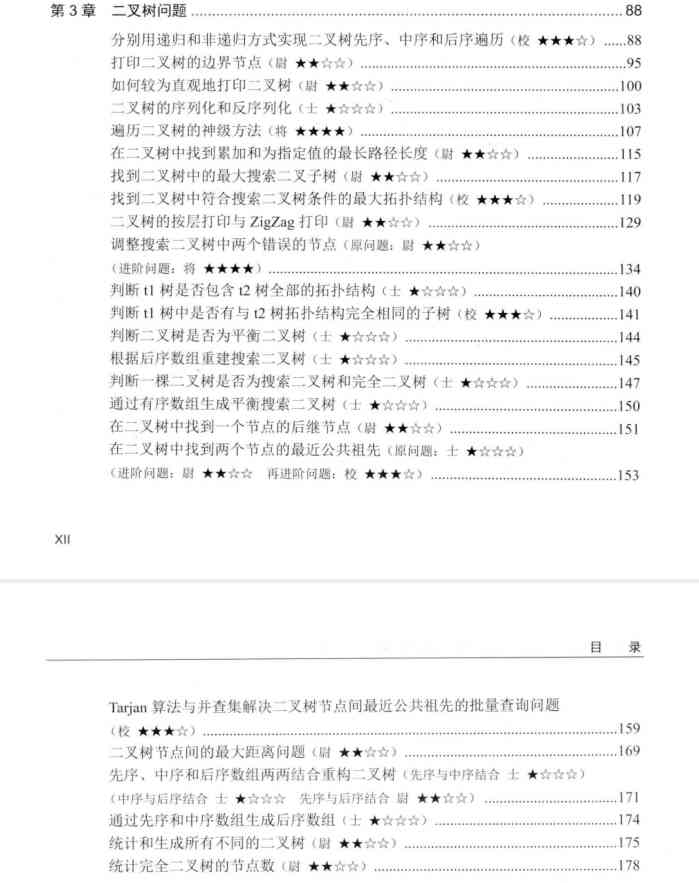 第 3 章 二叉树问题 ........ 88
分别用递归和非递归方式实现二叉树先序、中序和后序遍历（校 ★★★☆） ........ 88
打印二叉树的边界节点（尉 ★★☆☆） ........ 95
如何较为直观地打印二叉树（尉 ★★☆☆） ........ 100
二叉树的序列化和反序列化（士 ★☆☆☆） ........ 103
遍历二叉树的神级方法（将 ★★★★） ........ 107
在二叉树中找到累加和为指定值的最长路径长度（尉 ★★☆☆） ........ 115
找到二叉树中的最大搜索二叉子树（尉 ★★☆☆） ........ 117
找到二叉树中符合搜索二叉树条件的最大拓扑结构（校 ★★★☆） ........ 119
二叉树的按层打印与 ZigZag 打印（尉 ★★☆☆） ........ 129
调整搜索二叉树中两个错误的节点（原问题：尉 ★★☆☆）
（进阶问题：将 ★★★★） ........ 134
判断 t1 树是否包含 t2 树全部的拓扑结构（士 ★☆☆☆） ........ 140
判断 t1 树中是否有与 t2 树拓扑结构完全相同的子树（校 ★★★☆） ........ 141
判断二叉树是否为平衡二叉树（士 ★☆☆☆） ........ 144
根据后序数组重建搜索二叉树（士 ★☆☆☆） ........ 145
判断一棵二叉树是否为搜索二叉树和完全二叉树（士 ★☆☆☆） ........ 147
通过有序数组生成平衡搜索二叉树（士 ★☆☆☆） ........ 150
在二叉树中找到一个节点的后继节点（尉 ★★☆☆） ........ 151
在二叉树中找到两个节点的最近公共祖先（原问题：士 ★☆☆☆）
（进阶问题：尉 ★★☆☆ 再进阶问题：校 ★★★☆） ........ 153
XII
目 录
Tarjan 算法与并查集解决二叉树节点间最近公共祖先的批量查询问题
（校 ★★★☆） ........ 159
二叉树节点间的最大距离问题（尉 ★★☆☆） ........ 169
先序、中序和后序数组两两结合重构二叉树（先序与中序结合 士 ★☆☆☆）
（中序与后序结合 士 ★☆☆☆ 先序与后序结合 尉 ★★☆☆） ........ 171
通过先序和中序数组生成后序数组（士 ★☆☆☆） ........ 174
统计和生成所有不同的二叉树（尉 ★★☆☆） ........ 175
统计完全二叉树的节点数（尉 ★★☆☆） ........ 178